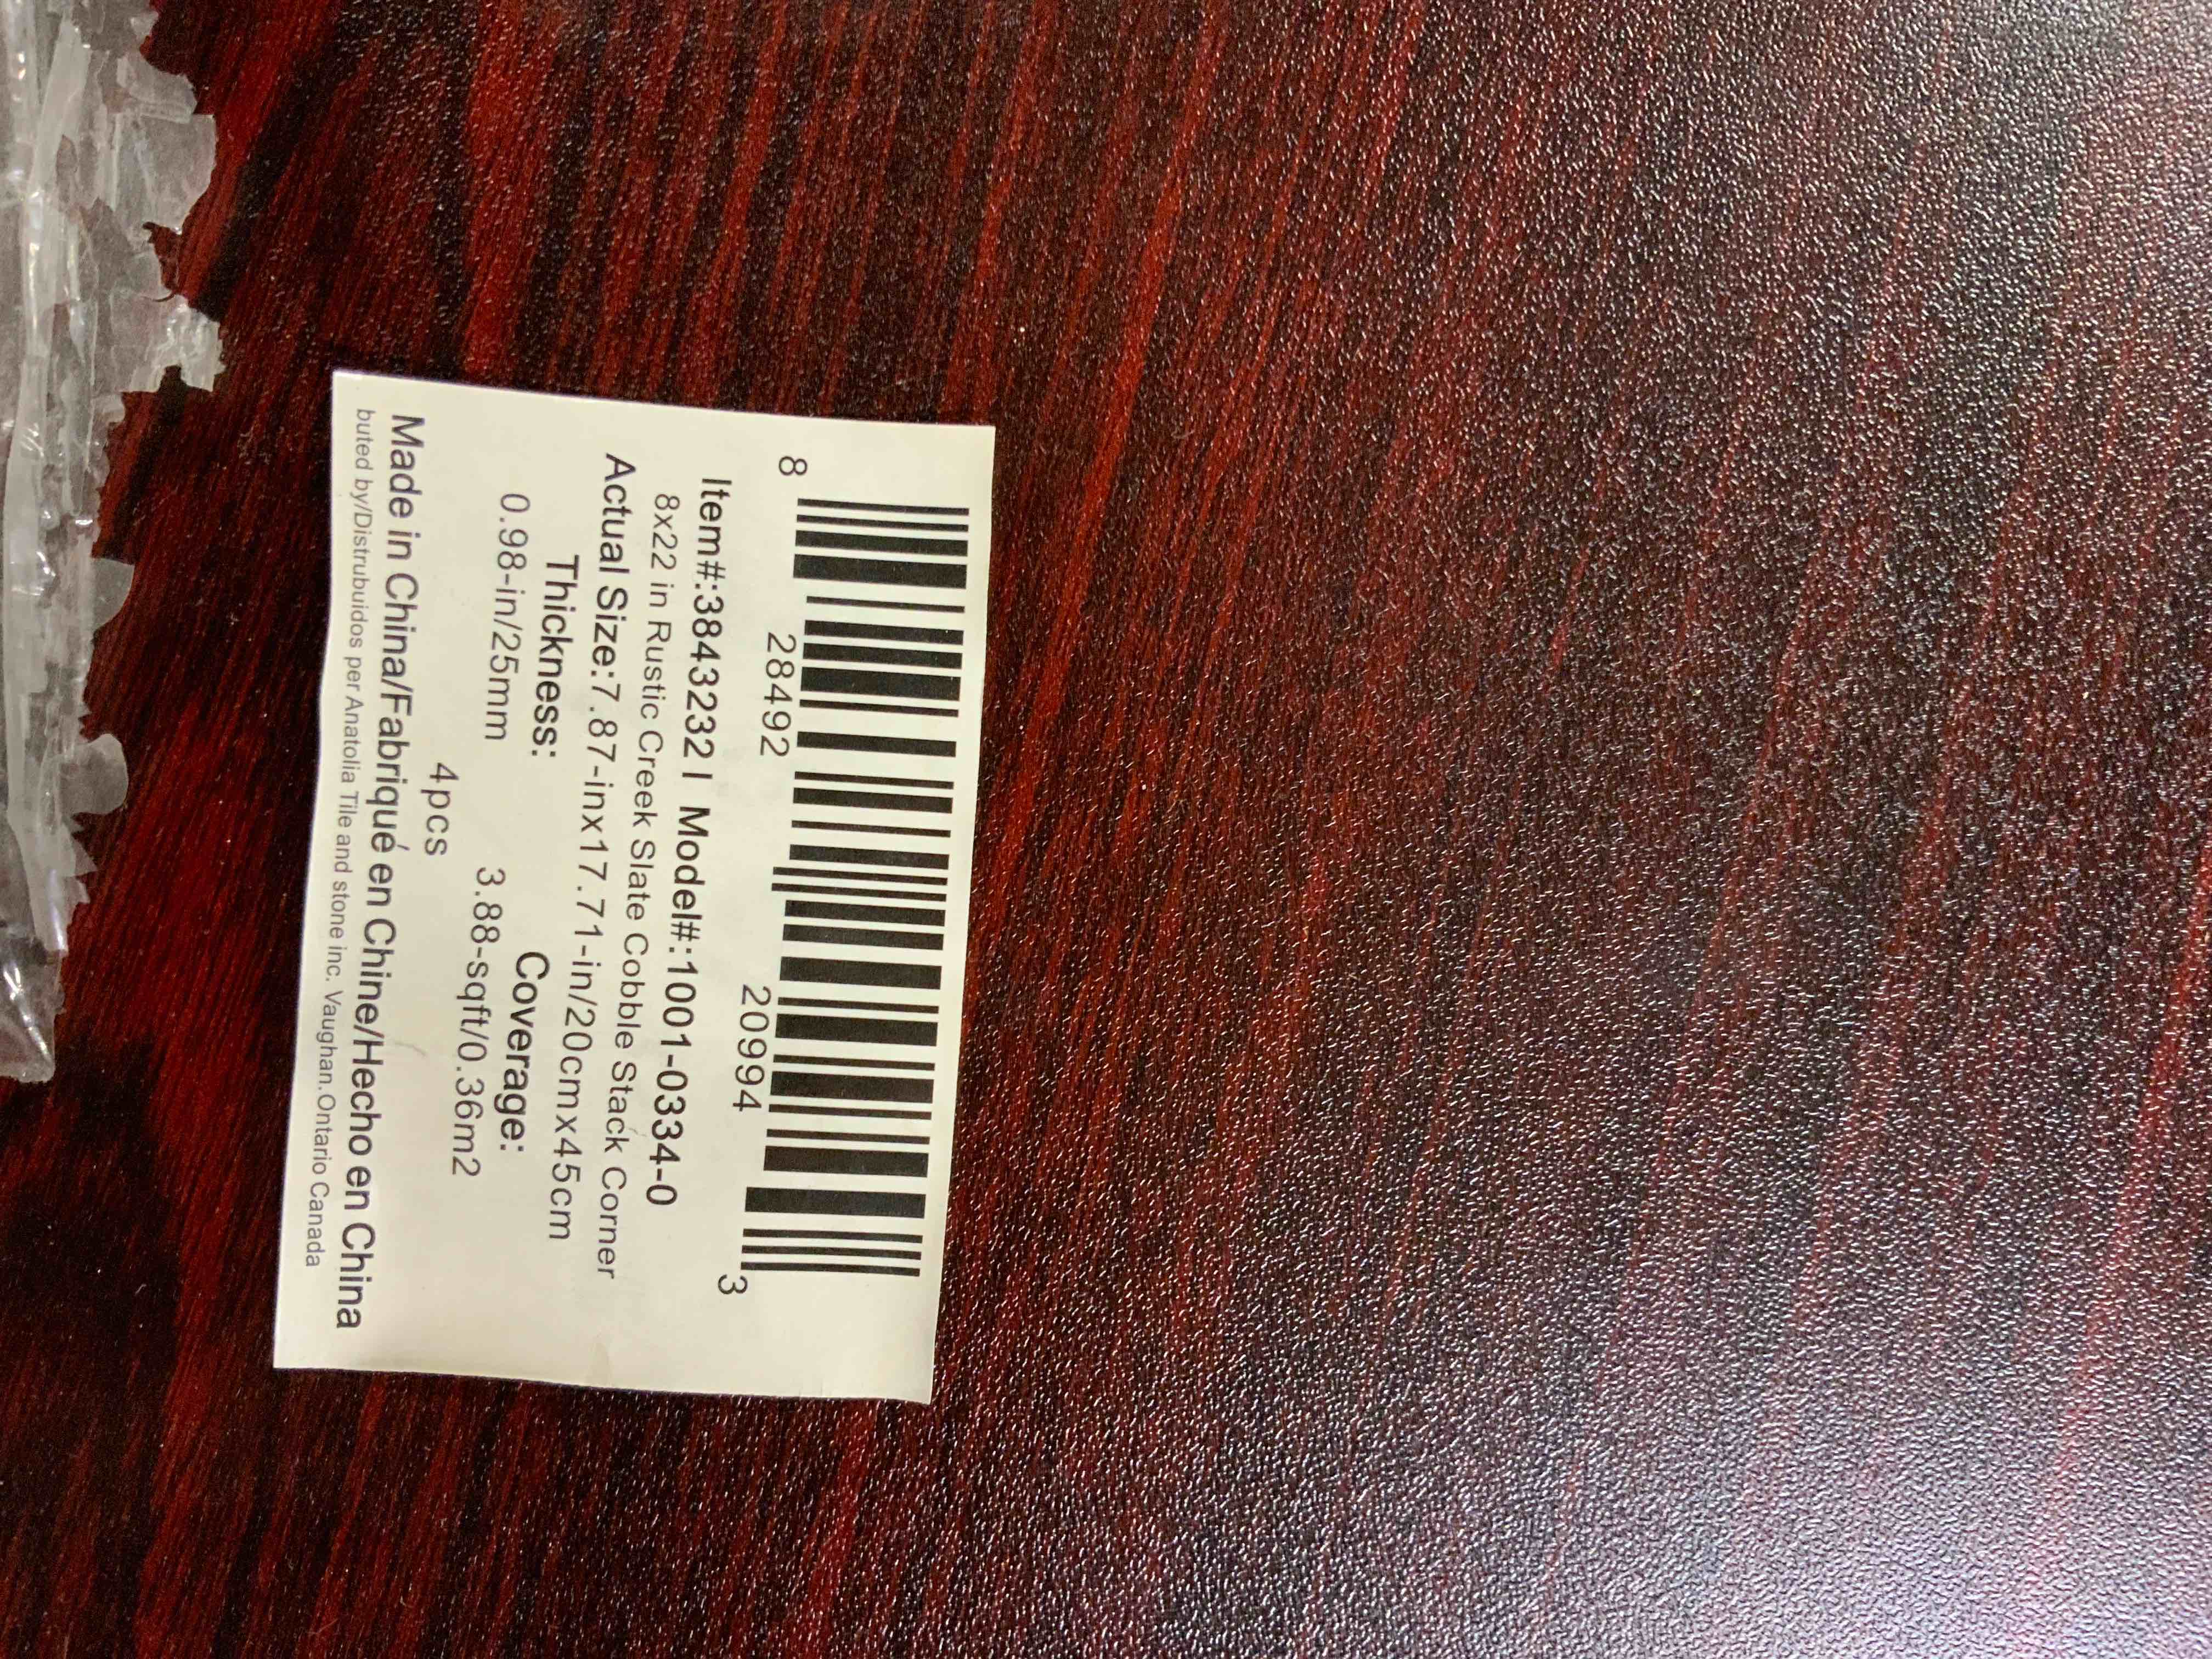 8 28492 20994 3
Item#:3843232 I Model#:1001-0334-0
8x22 in Rustic Creek Slate Cobble Stack Corner
Actual Size:7.87-inx17.71-in/20cmx45cm
Thickness: Coverage:
0.98-in/25mm 3.88-sqft/0.36m2
4pcs
Made in China/Fabriqué en Chine/Hecho en China
buted by/Distrubuidos per Anatolia Tile and stone inc. Vaughan.Ontario Canada